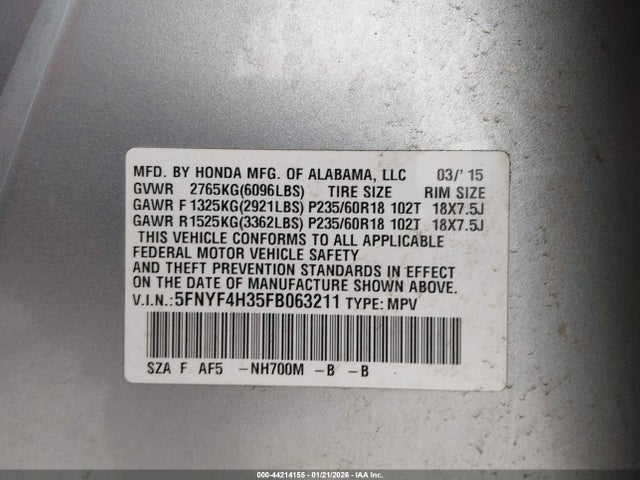 MFD. BY HONDA MFG. OF ALABAMA, LLC 03/'15
GVWR 2765KG(6096LBS) TIRE SIZE RIM SIZE
GAWR F 1325KG(2921LBS) P235/60R18 102T 18X7.5J
GAWR R 1525KG(3362LBS) P235/60R18 102T 18X7.5J
THIS VEHICLE CONFORMS TO ALL APPLICABLE
FEDERAL MOTOR VEHICLE SAFETY
AND THEFT PREVENTION STANDARDS IN EFFECT
ON THE DATE OF MANUFACTURE SHOWN ABOVE.
V.I.N.:5FNYF4H35FB063211 TYPE: MPV
SZA F AF5 -NH700M -B -B
000-44214155 - 01/21/2026 - IAA Inc.